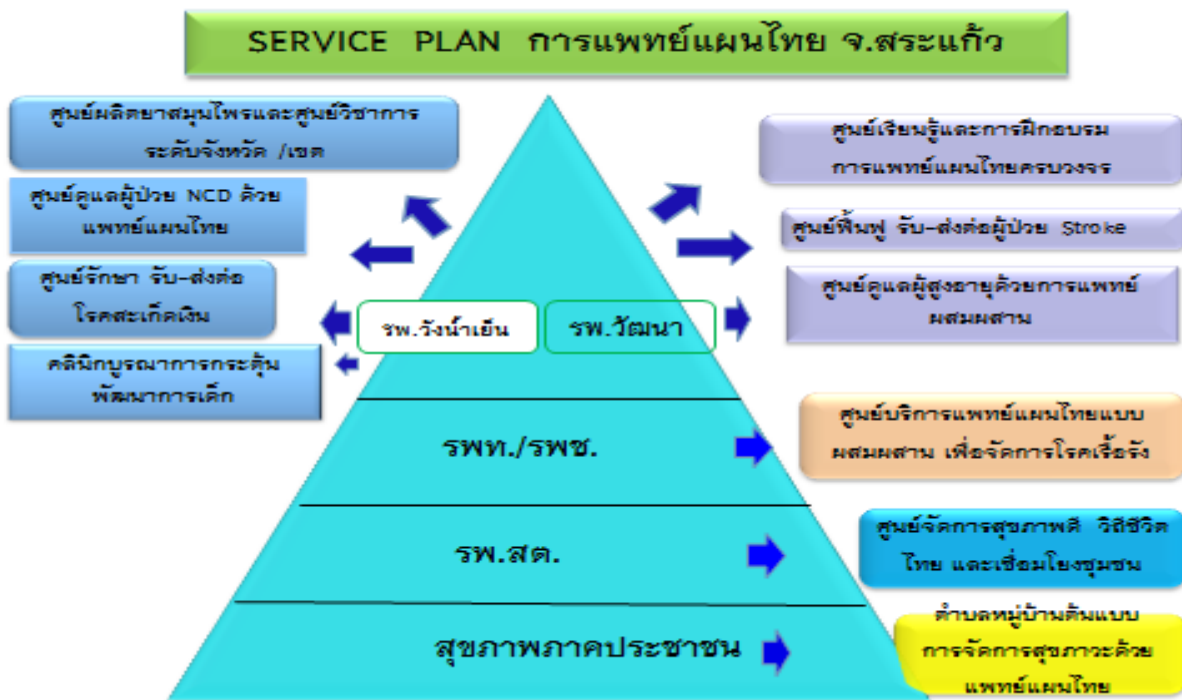 SERVICE PLAN การแพทย์แผนไทย จ.สระแก้ว
ศูนย์ผลิตยาสมุนไพรและศูนย์วิชาการ
ระดับจังหวัด /เขต
ศูนย์ดูแลผู้ป่วย NCD ด้วย
แพทย์แผนไทย
ศูนย์รักษา รับ-ส่งต่อ
โรคสะเก็ดเงิน
คลินิกบูรณาการกระตุ้น
พัฒนาการเด็ก
ศูนย์เรียนรู้และการฝึกอบรม
การแพทย์แผนไทยครบวงจร
ศูนย์ฟื้นฟู รับ-ส่งต่อผู้ป่วย Stroke
ศูนย์ดูแลผู้สูงอายุด้วยการแพทย์
ผสมผสาน
รพ.วังน้ำเย็น
รพ.วัฒนา
รพท./รพช.
ศูนย์บริการแพทย์แผนไทยแบบ
ผสมผสาน เพื่อจัดการโรคเรื้อรัง
รพ.สต.
ศูนย์จัดการสุขภาพดี วิถีชีวิต
ไทย และเชื่อมโยงชุมชน
สุขภาพภาคประชาชน
ตำบลหมู่บ้านต้นแบบ
การจัดการสุขภาวะด้วย
แพทย์แผนไทย